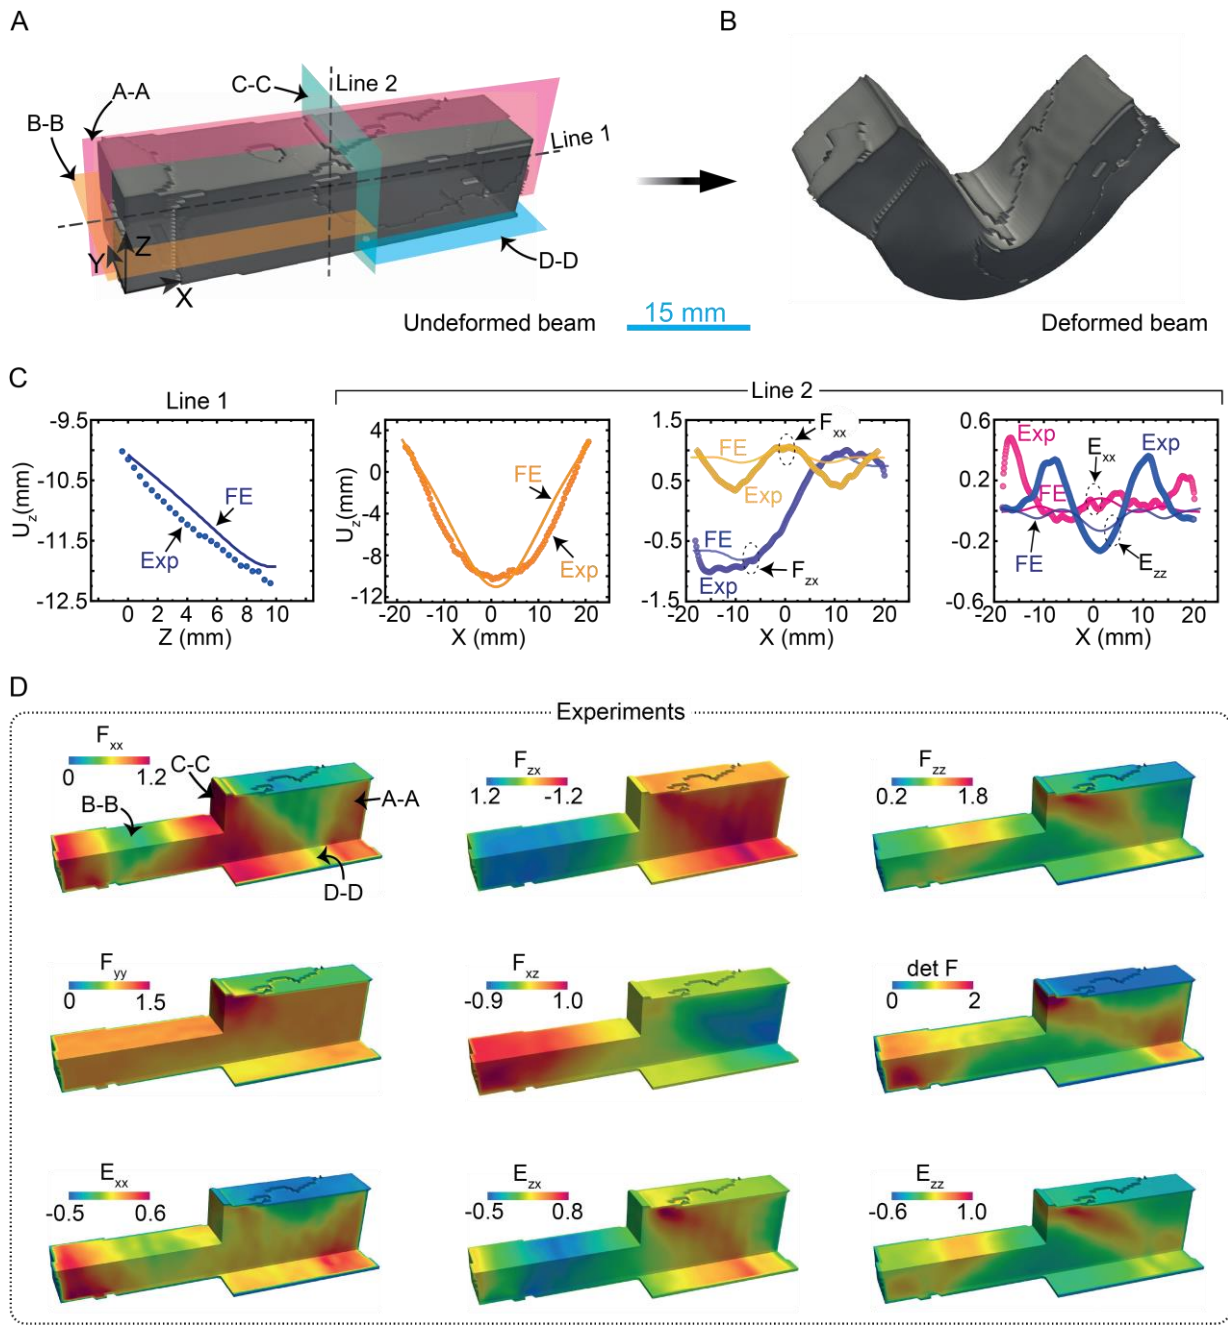 A
B
C-C
Line 2
A-A
B-B
Line 1
Z
Y
X
D-D
Undeformed beam
15 mm
Deformed beam
C
Line 1
Line 2
-9.5
-10.5
-11.5
-12.5
U_z(mm)
FE
Exp
0 2 4 6 8 10
Z (mm)
4
0
-4
-8
-12
U_z(mm)
FE
Exp
-20 -10 0 10 20
X (mm)
1.5
0.5
-0.5
-1.5
F_xx
FE
Exp
FE
Exp
F_zx
-20 -10 0 10 20
X (mm)
0.6
0.2
-0.2
-0.6
Exp
Exp
E_xx
FE
FE
E_zz
-20 -10 0 10 20
X (mm)
D
Experiments
F_xx
0 1.2
C-C
B-B
A-A
D-D
F_zx
1.2 -1.2
F_zz
0.2 1.8
F_yy
0 1.5
F_xz
-0.9 1.0
det F
0 2
E_xx
-0.5 0.6
E_zx
-0.5 0.8
E_zz
-0.6 1.0